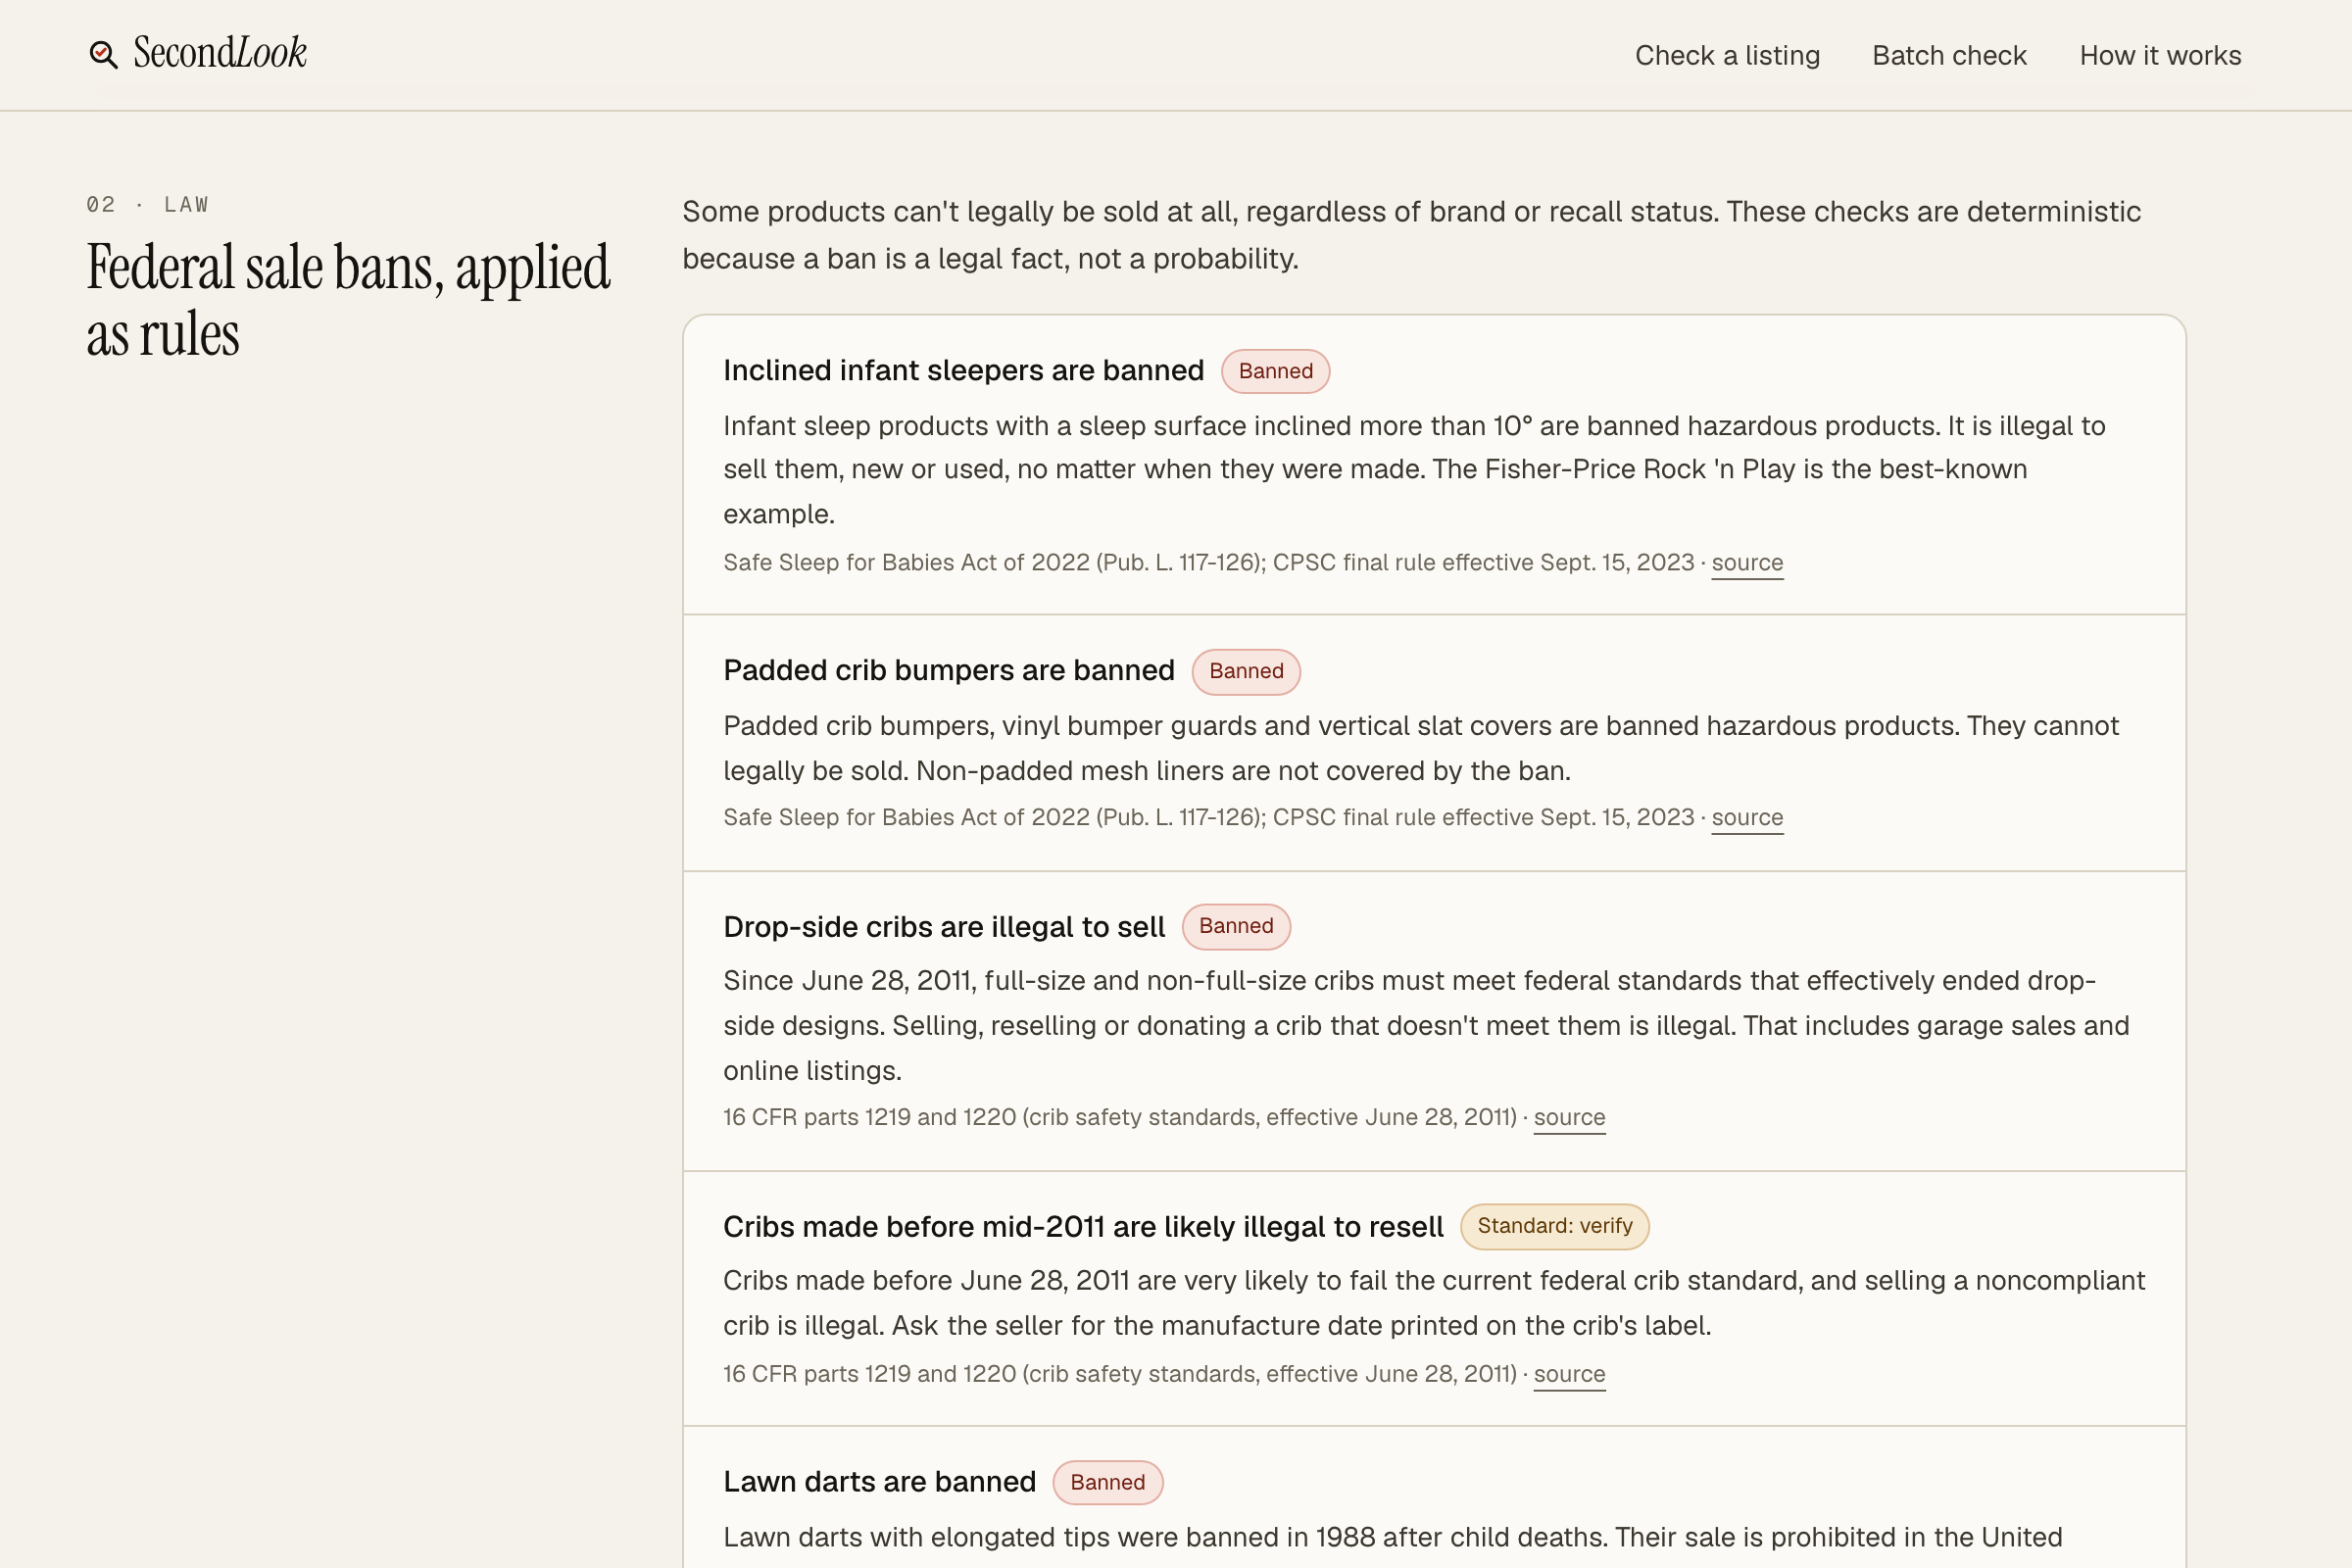 SecondLook
Check a listing
Batch check
How it works
02 · LAW
Federal sale bans, applied
as rules
Some products can't legally be sold at all, regardless of brand or recall status. These checks are deterministic
because a ban is a legal fact, not a probability.
Inclined infant sleepers are banned
Banned
Infant sleep products with a sleep surface inclined more than 10° are banned hazardous products. It is illegal to
sell them, new or used, no matter when they were made. The Fisher-Price Rock 'n Play is the best-known
example.
Safe Sleep for Babies Act of 2022 (Pub. L. 117-126); CPSC final rule effective Sept. 15, 2023 · source
Padded crib bumpers are banned
Banned
Padded crib bumpers, vinyl bumper guards and vertical slat covers are banned hazardous products. They cannot
legally be sold. Non-padded mesh liners are not covered by the ban.
Safe Sleep for Babies Act of 2022 (Pub. L. 117-126); CPSC final rule effective Sept. 15, 2023 · source
Drop-side cribs are illegal to sell
Banned
Since June 28, 2011, full-size and non-full-size cribs must meet federal standards that effectively ended drop-
side designs. Selling, reselling or donating a crib that doesn't meet them is illegal. That includes garage sales and
online listings.
16 CFR parts 1219 and 1220 (crib safety standards, effective June 28, 2011) · source
Cribs made before mid-2011 are likely illegal to resell
Standard: verify
Cribs made before June 28, 2011 are very likely to fail the current federal crib standard, and selling a noncompliant
crib is illegal. Ask the seller for the manufacture date printed on the crib's label.
16 CFR parts 1219 and 1220 (crib safety standards, effective June 28, 2011) · source
Lawn darts are banned
Banned
Lawn darts with elongated tips were banned in 1988 after child deaths. Their sale is prohibited in the United